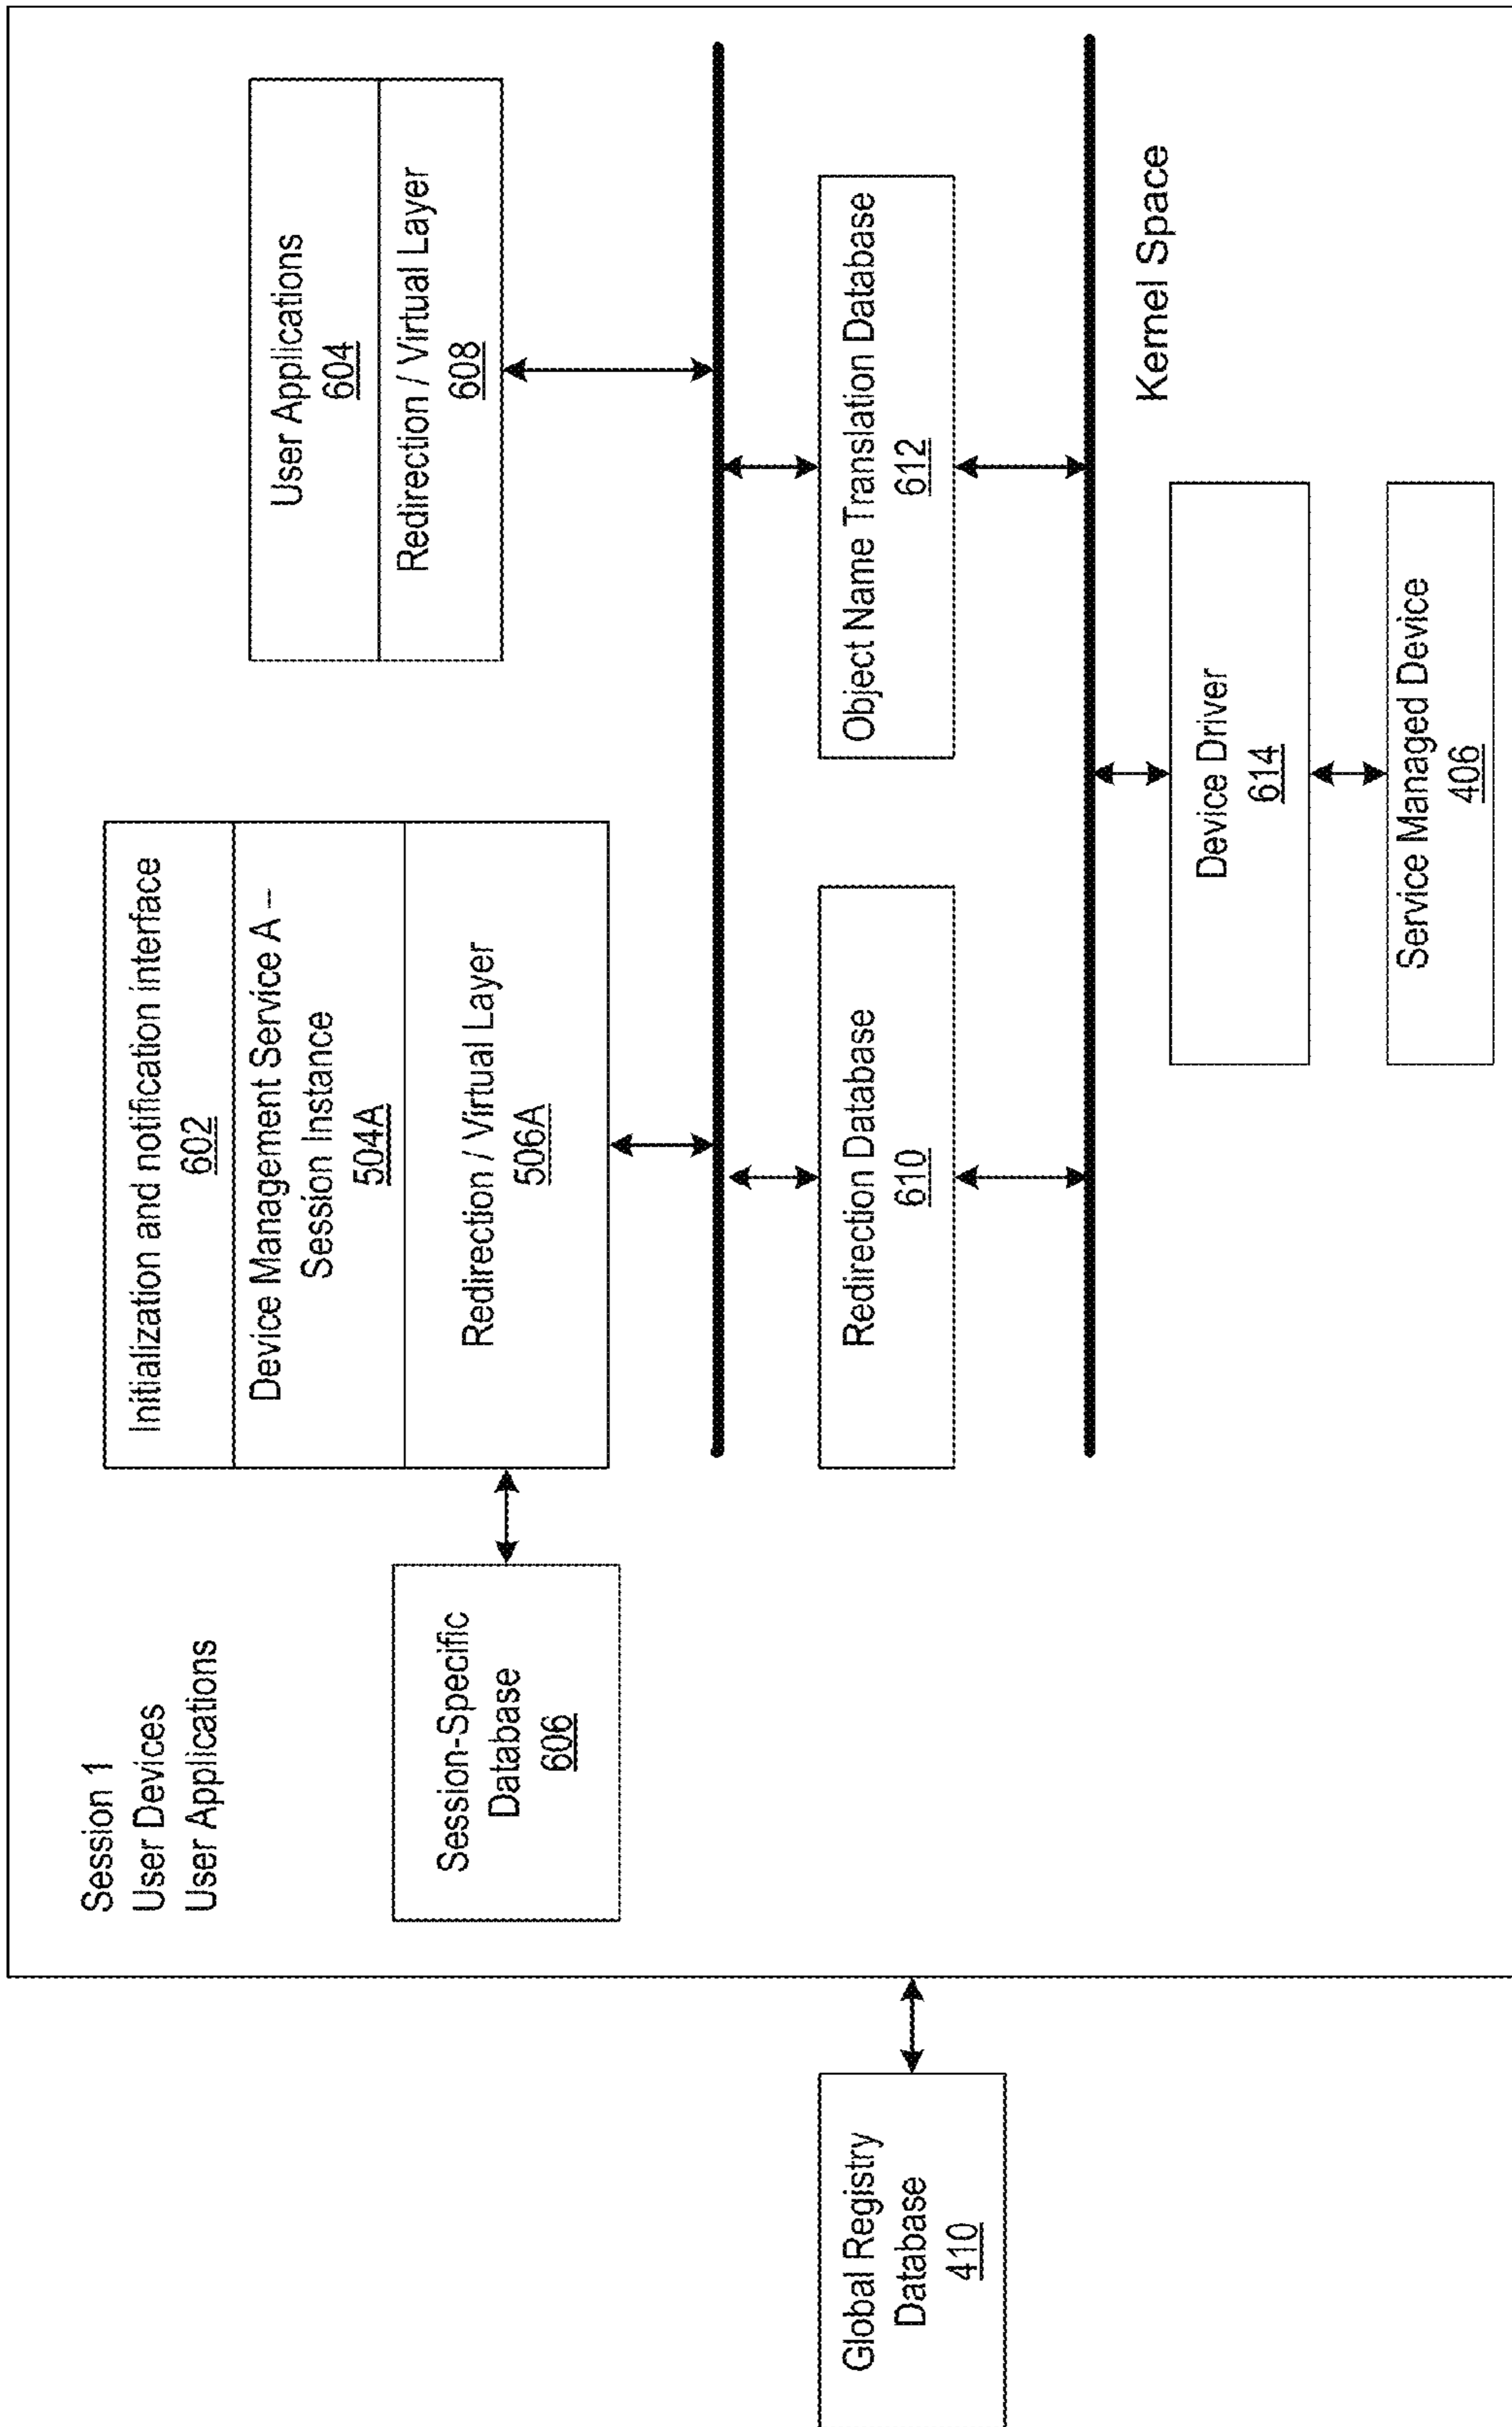 Session 1
User Devices
User Applications
Initialization and notification interface
602
Device Management Service A –
Session Instance
504A
Redirection / Virtual Layer
506A
User Applications
604
Redirection / Virtual Layer
608
Session-Specific
Database
606
Global Registry
Database
410
Redirection Database
610
Object Name Translation Database
612
Kernel Space
Device Driver
614
Service Managed Device
406